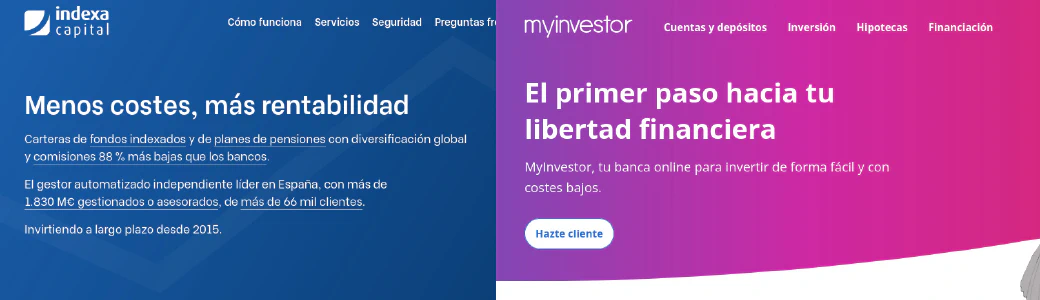 indexa
capital
Cómo funciona Servicios Seguridad Preguntas
Menos costes, más rentabilidad
Carteras de fondos indexados y de planes de pensiones con diversificación global
y comisiones 88 % más bajas que los bancos.
El gestor automatizado independiente líder en España, con más de
1.830 M€ gestionados o asesorados, de más de 66 mil clientes.
Invirtiendo a largo plazo desde 2015.
myinvestor
Cuentas y depósitos Inversión Hipotecas Financiación
El primer paso hacia tu
libertad financiera
MyInvestor, tu banca online para invertir de forma fácil y con
costes bajos.
Hazte cliente